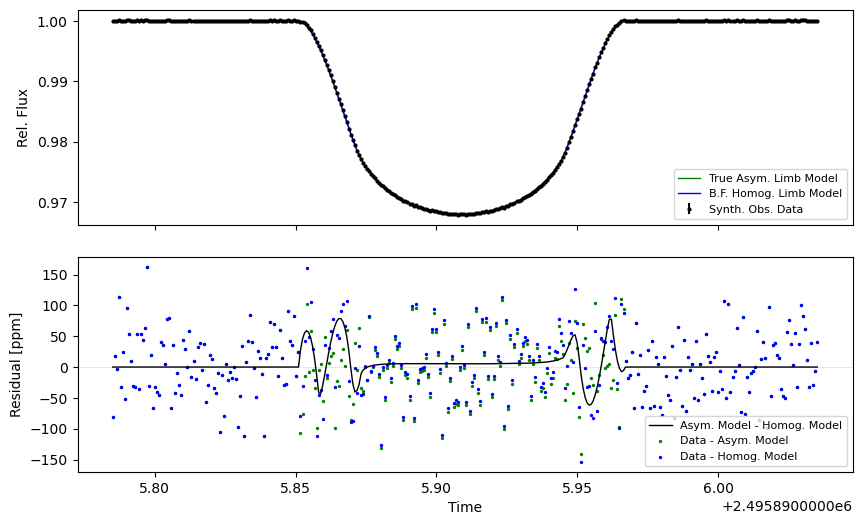 1.00
0.99
0.98
0.97
Rel. Flux
True Asym. Limb Model
B.F. Homog. Limb Model
Synth. Obs. Data
150
100
50
0
−50
−100
−150
Residual [ppm]
Asym. Model - Homog. Model
Data - Asym. Model
Data - Homog. Model
5.80
5.85
5.90
5.95
6.00
Time
+2.4958900000e6